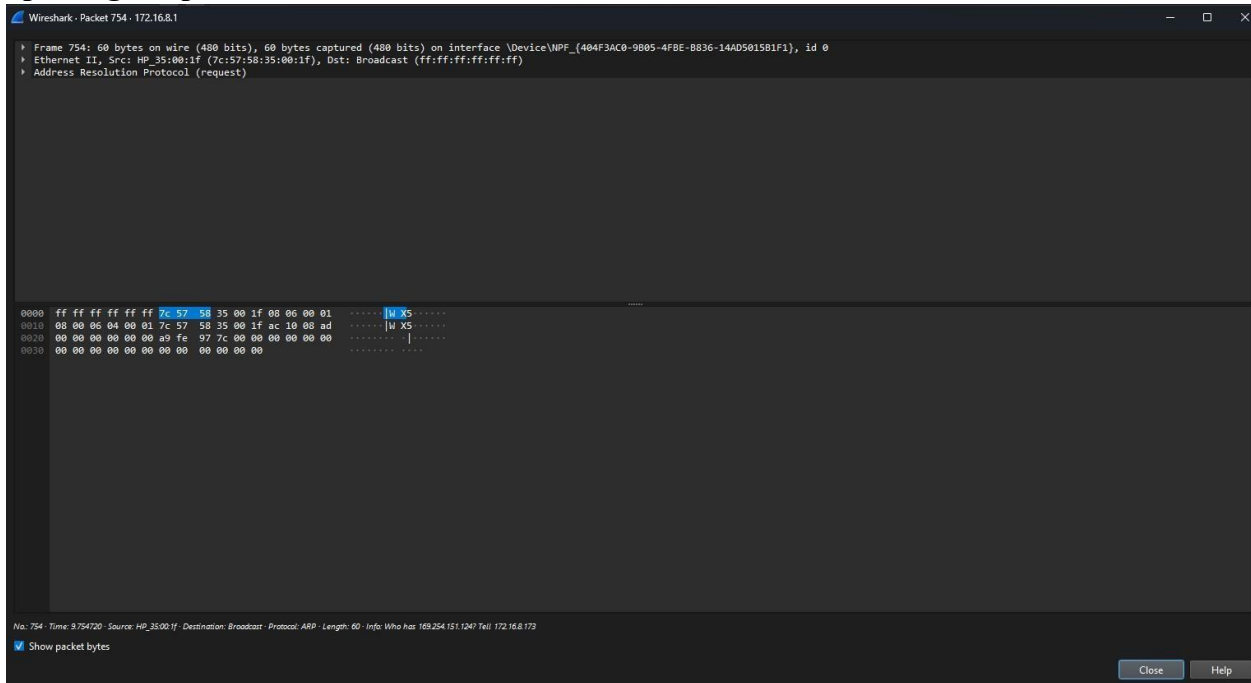 Wireshark · Packet 754 · 172.16.8.1
Frame 754: 60 bytes on wire (480 bits), 60 bytes captured (480 bits) on interface \Device\NPF_{404F3AC0-9B05-4FBE-B836-14AD5015B1F1}, id 0
Ethernet II, Src: HP_35:00:1f (7c:57:58:35:00:1f), Dst: Broadcast (ff:ff:ff:ff:ff:ff)
Address Resolution Protocol (request)
0000 ff ff ff ff ff ff 7c 57 58 35 00 1f 08 06 00 01 ······|W X5······
0010 08 00 06 04 00 01 7c 57 58 35 00 1f ac 10 08 ad ······|W X5······
0020 00 00 00 00 00 00 a9 fe 97 7c 00 00 00 00 00 00 ········ ·|······
0030 00 00 00 00 00 00 00 00 00 00 00 00 ········ ····
No.: 754 · Time: 9.754720 · Source: HP_35:00:1f · Destination: Broadcast · Protocol: ARP · Length: 60 · Info: Who has 169.254.151.124? Tell 172.16.8.173
Show packet bytes
Close Help